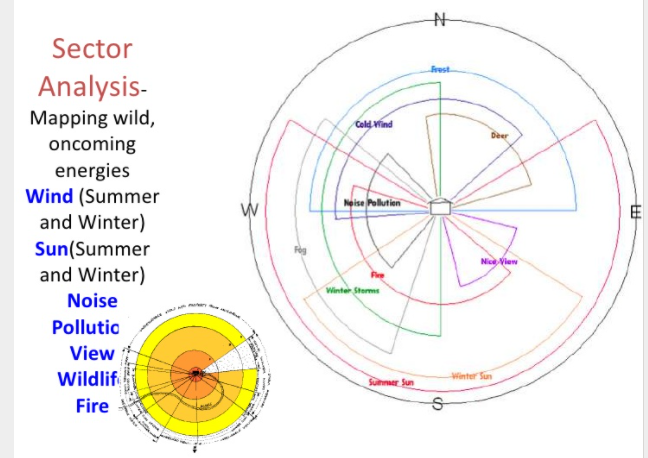 Sector
Analysis-
Mapping wild,
oncoming
energies
Wind (Summer
and Winter)
Sun(Summer
and Winter)
Noise
Pollutio
View
Wildlif
Fire
N
Frost
Cold Wind
Deer
Noise Pollution
W
E
Fog
Nice View
Fire
Winter Storms
Summer Sun
Winter Sun
S